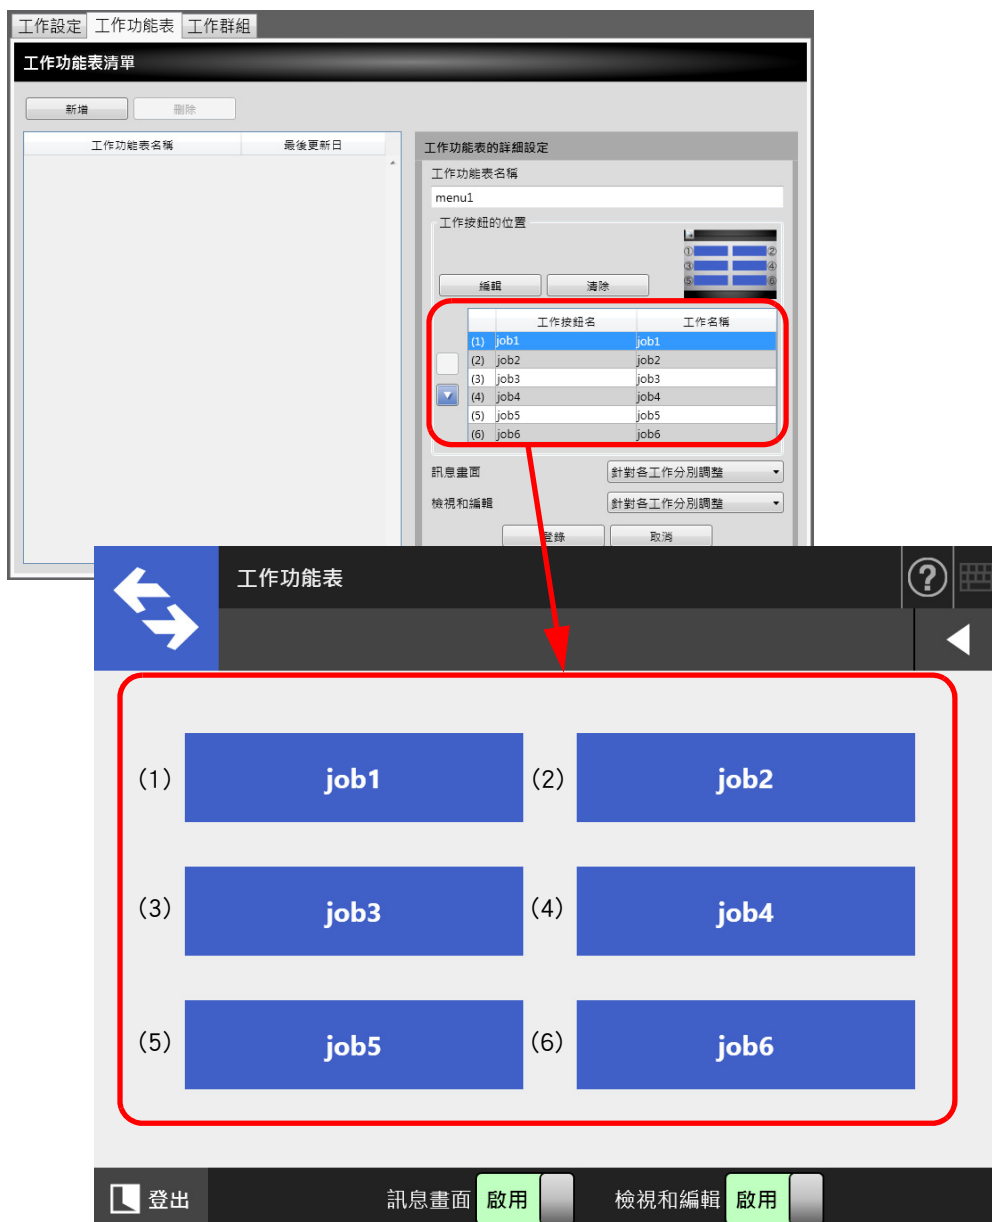 工作設定 工作功能表 工作群組
工作功能表清單
新增 刪除
工作功能表名稱 最後更新日
工作功能表的詳細設定
工作功能表名稱
menu1
工作按鈕的位置
① ②
③ ④
⑤ ⑥
編輯 清除
工作按鈕名 工作名稱
(1) job1 job1
(2) job2 job2
(3) job3 job3
(4) job4 job4
(5) job5 job5
(6) job6 job6
訊息畫面 針對各工作分別調整
檢視和編輯 針對各工作分別調整
登錄 取消
工作功能表
(1) job1 (2) job2
(3) job3 (4) job4
(5) job5 (6) job6
登出 訊息畫面 啟用 檢視和編輯 啟用